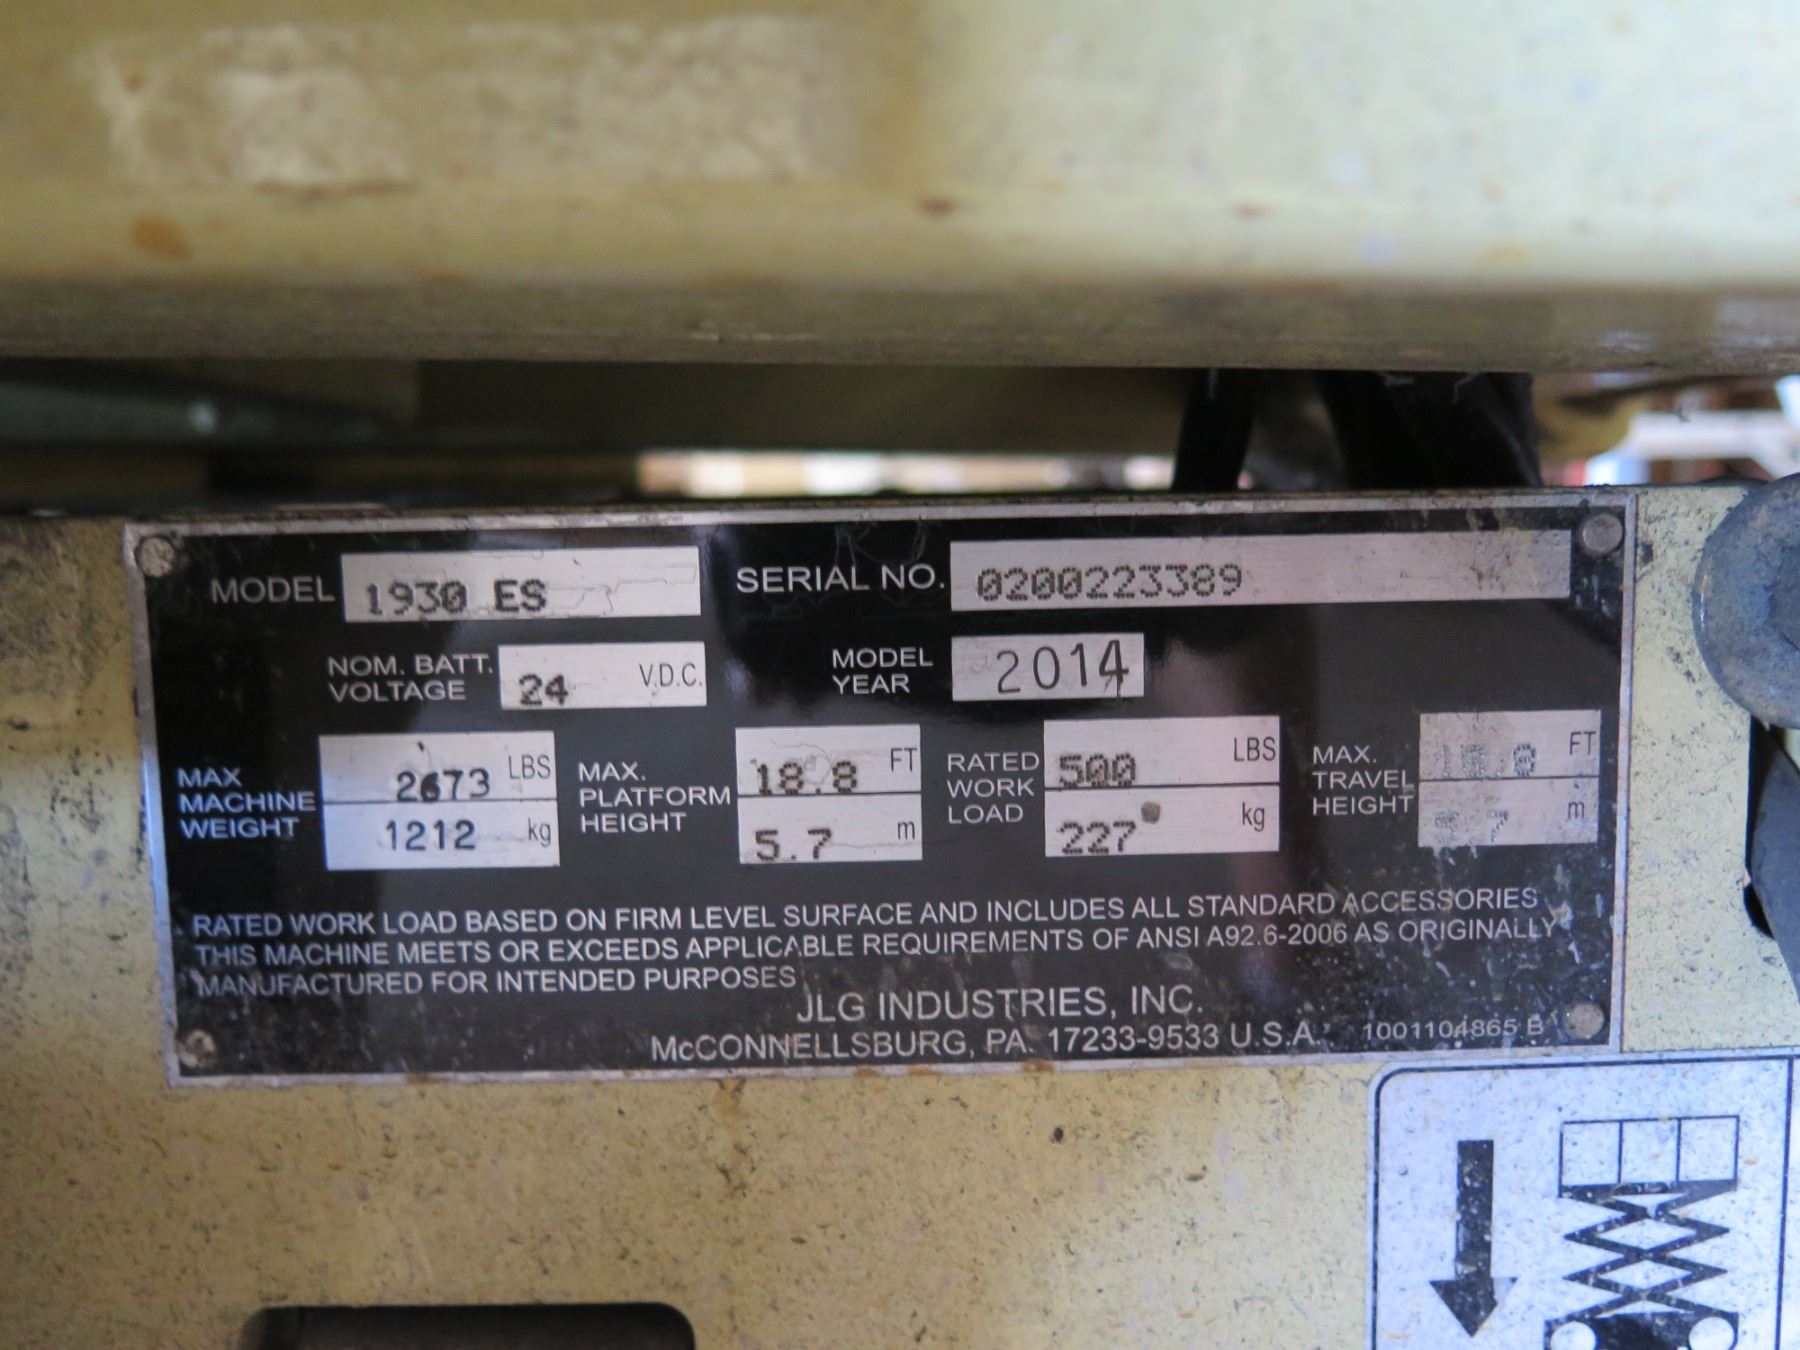 MODEL 1930 ES SERIAL NO. 0200223389
NOM. BATT. VOLTAGE 24 V.D.C. MODEL YEAR 2014
MAX MACHINE WEIGHT 2673 LBS 1212 kg MAX. PLATFORM HEIGHT 18.8 FT 5.7 m RATED WORK LOAD 500 LBS 227 kg MAX. TRAVEL HEIGHT FT m
RATED WORK LOAD BASED ON FIRM LEVEL SURFACE AND INCLUDES ALL STANDARD ACCESSORIES
THIS MACHINE MEETS OR EXCEEDS APPLICABLE REQUIREMENTS OF ANSI A92.6-2006 AS ORIGINALLY
MANUFACTURED FOR INTENDED PURPOSES
JLG INDUSTRIES, INC.
McCONNELLSBURG, PA. 17233-9533 U.S.A. 1001104865 B